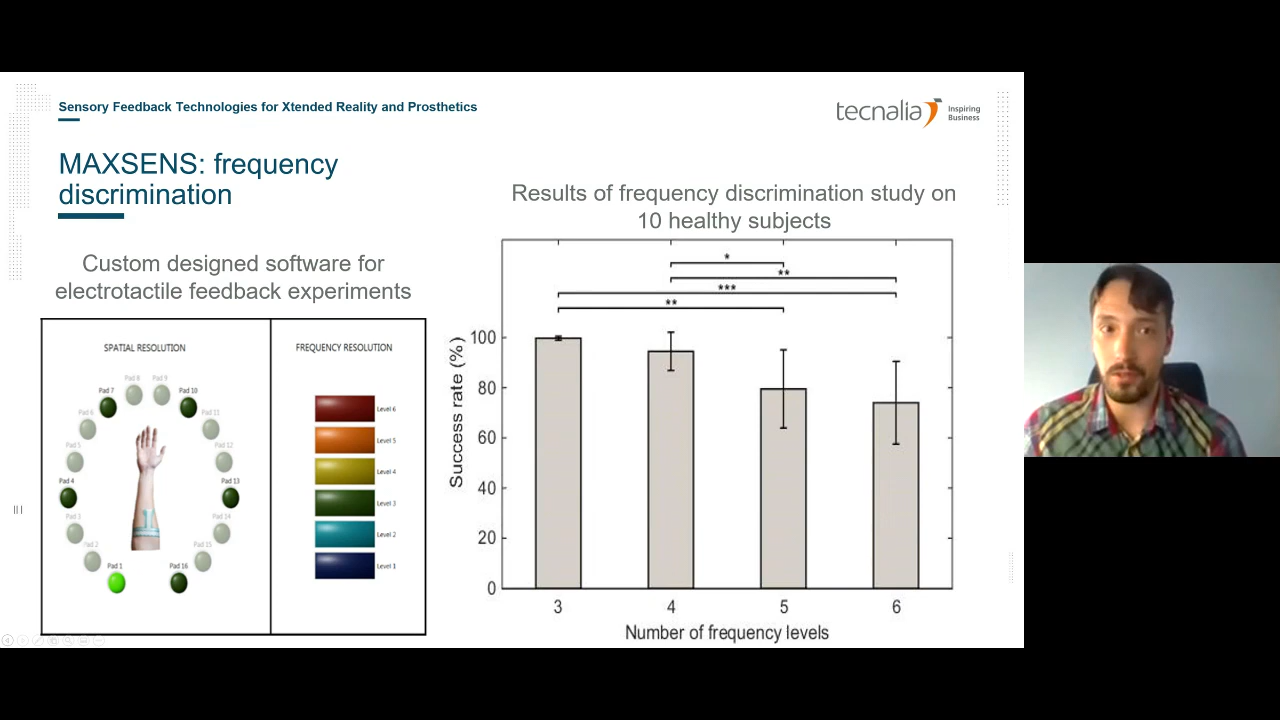 Sensory Feedback Technologies for Xtended Reality and Prosthetics
tecnalia
Inspiring
Business
MAXSENS: frequency
discrimination
Custom designed software for
electrotactile feedback experiments
SPATIAL RESOLUTION
Pad 8
Pad 9
Pad 7
Pad 10
Pad 6
Pad 11
Pad 5
Pad 12
Pad 4
Pad 13
Pad 3
Pad 14
Pad 2
Pad 15
Pad 1
Pad 16
FREQUENCY RESOLUTION
Level 6
Level 5
Level 4
Level 3
Level 2
Level 1
Results of frequency discrimination study on
10 healthy subjects
*
**
***
**
Success rate (%)
100
80
60
40
20
0
3
4
5
6
Number of frequency levels